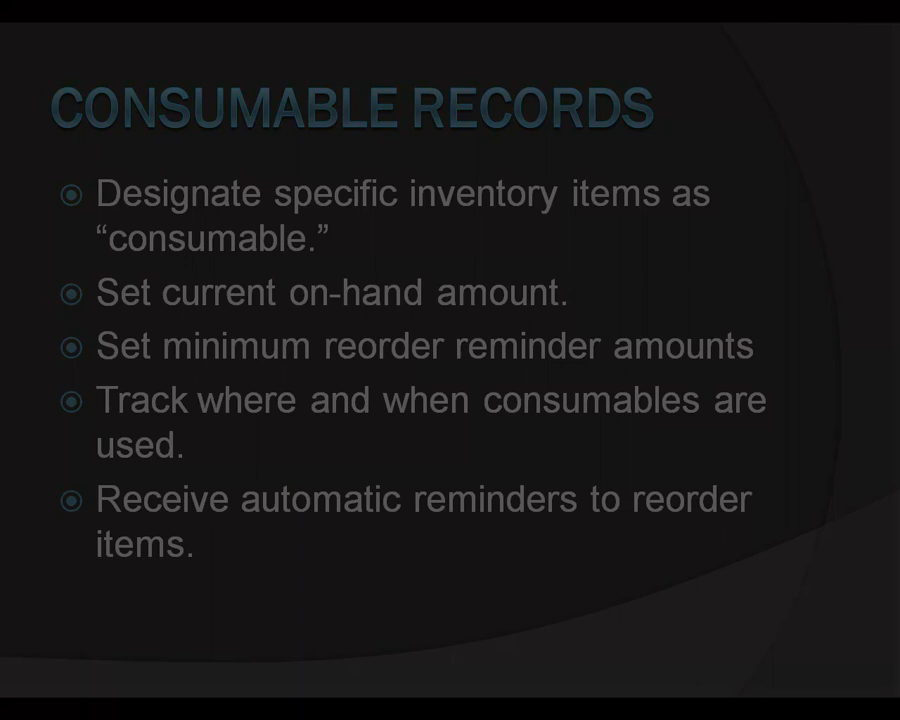 CONSUMABLE RECORDS
Designate specific inventory items as
“consumable.”
Set current on-hand amount.
Set minimum reorder reminder amounts
Track where and when consumables are
used.
Receive automatic reminders to reorder
items.